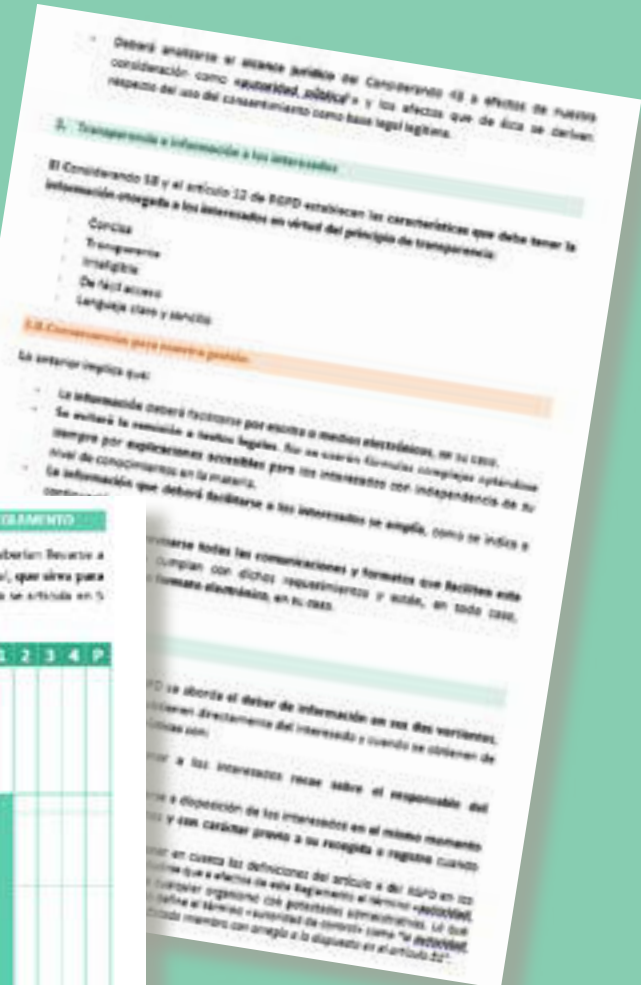 Deberá analizarse el alcance jurídico del Considerando 43 a efectos de nuestra
consideración como «autoridad pública» y los efectos que de ésta se deriven
respecto del uso del consentimiento como base legal legítima.
Transparencia e información a los interesados
El Considerando 58 y el artículo 12 de RGPD establecen las características que debe tener la
información otorgada a los interesados en virtud del principio de transparencia:
Concisa
Transparente
Inteligible
De fácil acceso
Lenguaje claro y sencillo
Consecuencias para nuestra gestión
Lo anterior implica que:
La información deberá facilitarse por escrito o medios electrónicos, en su caso.
Se evitará la remisión a textos legales. No se usarán fórmulas complejas optándose
siempre por explicaciones accesibles para los interesados con independencia de su
nivel de conocimientos en la materia.
La información que deberá facilitarse a los interesados se amplía, como se indica a
todas las comunicaciones y formatos que faciliten este
cumplan con dichos requerimientos y estén, en todo caso,
formato electrónico, en su caso.
se aborda el deber de información en sus dos vertientes,
directamente del interesado y cuando se obtienen de
son:
a los interesados recae sobre el responsable del
a disposición de los interesados en el mismo momento
y con carácter previo a su recogida o registro cuando
en cuenta las definiciones del artículo 4 del RGPD en los
que a efectos de este Reglamento el término «autoridad
cualquier organismo con potestades administrativas. Lo que
define el término «autoridad de control» como "la autoridad
miembro con arreglo a lo dispuesto en el artículo 51".
REGLAMENTO
deberían llevarse a
que sirva para
se articula en 5
1 2 3 4 P